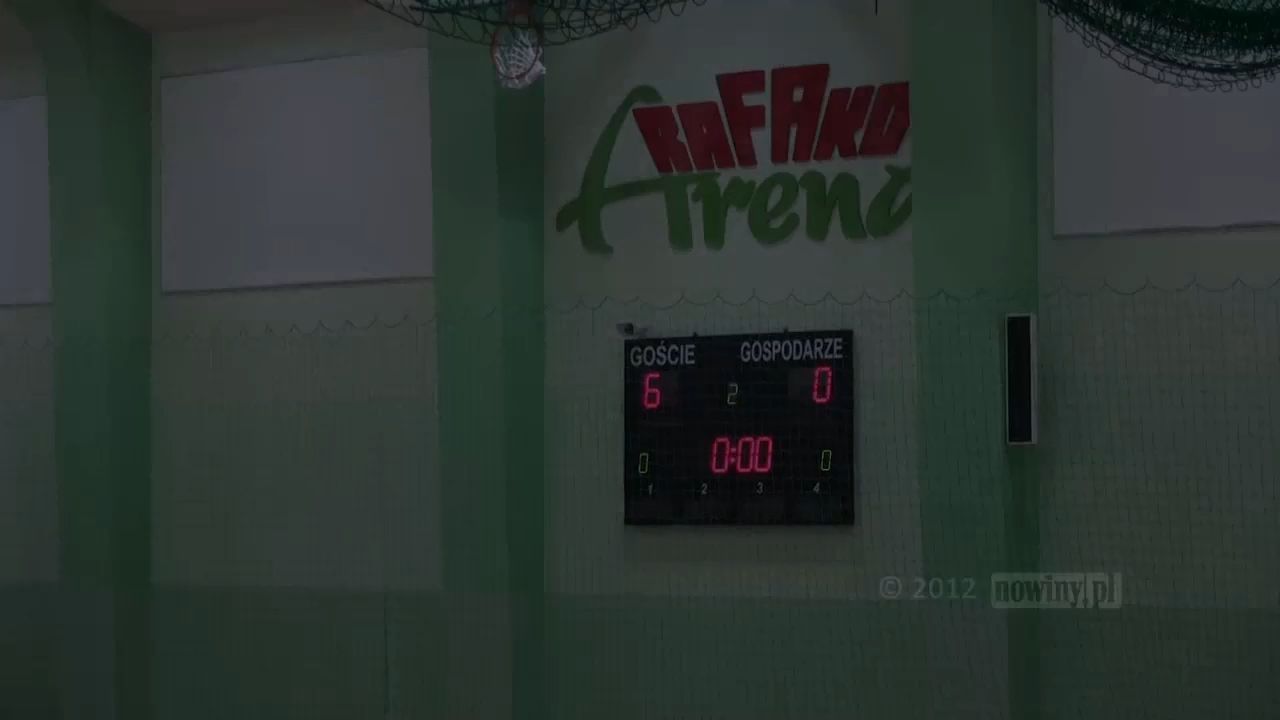 RAFAKO
Arena
GOŚCIE GOSPODARZE
6 2 0
0:00
0 0
1 2 3 4
© 2012 nowiny.pl